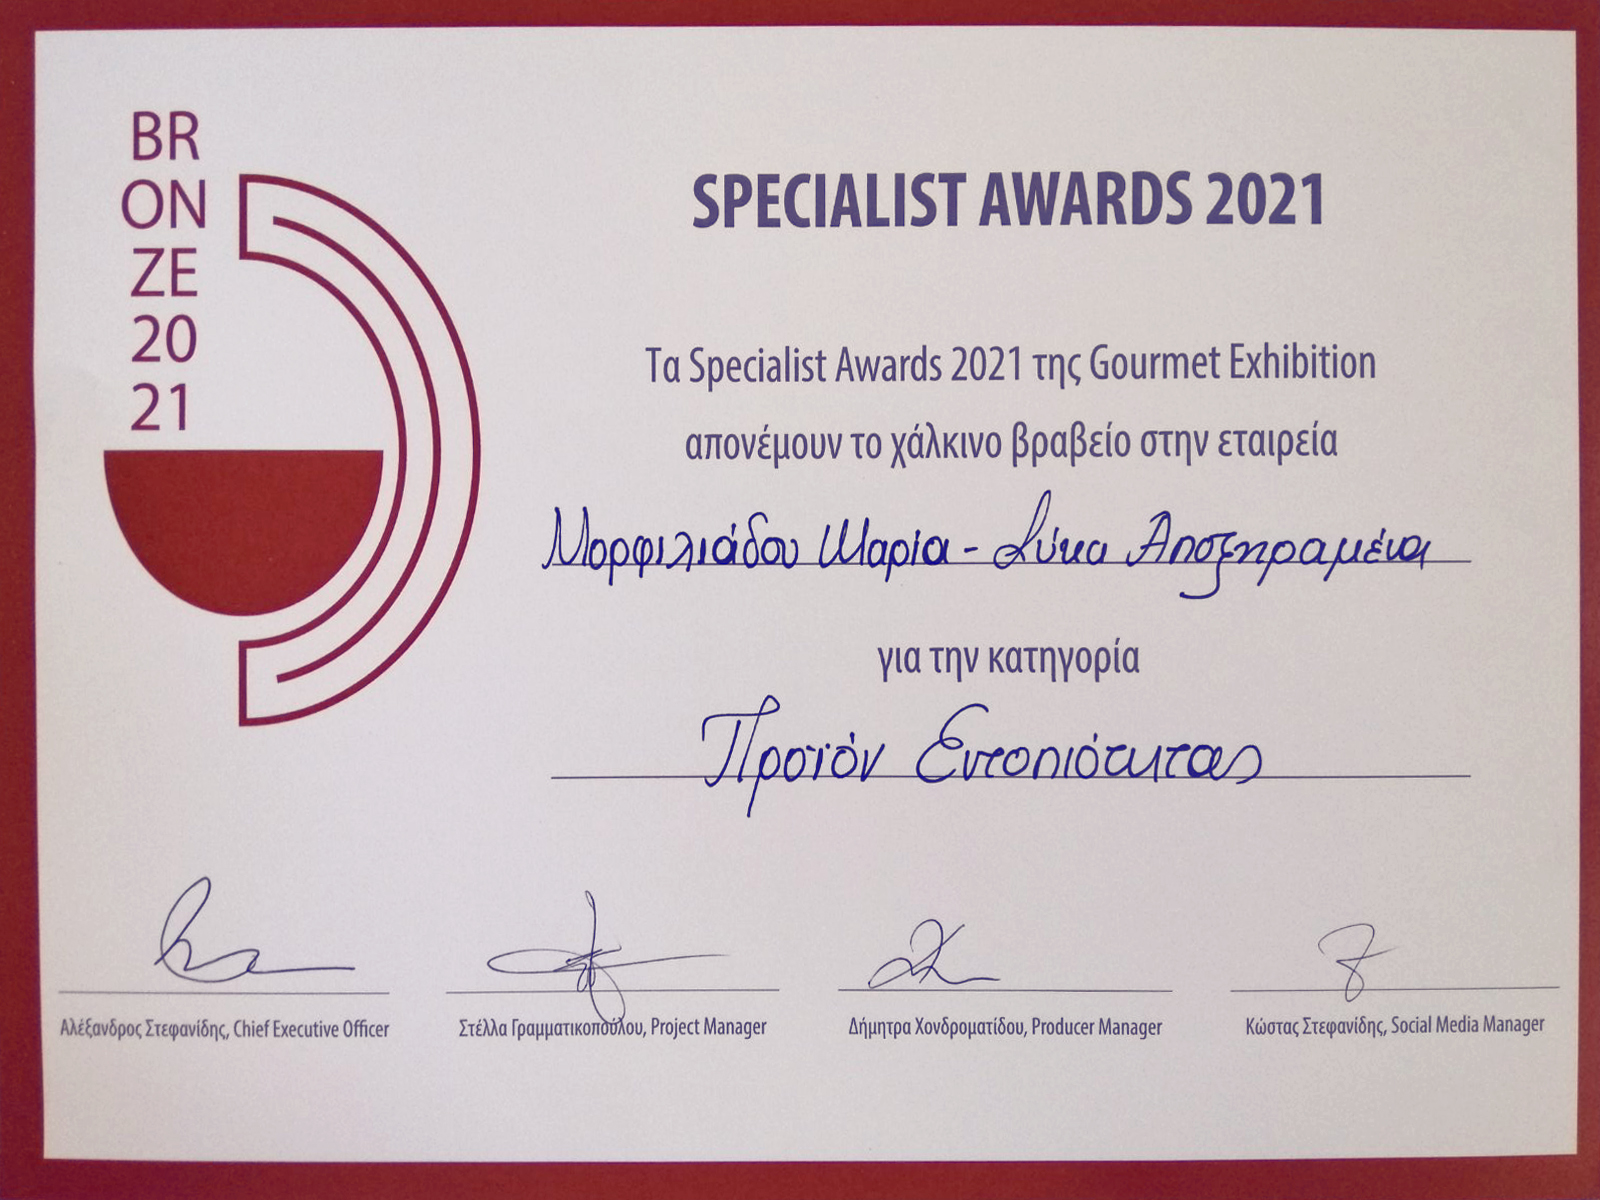 BR
ON
ZE
20
21
SPECIALIST AWARDS 2021
Τα Specialist Awards 2021 της Gourmet Exhibition
απονέμουν το χάλκινο βραβείο στην εταιρεία
Μορφιλιάδου Μαρία - Σύκα Αποξηραμένα
για την κατηγορία
Προϊόν Εντοπιότητας
Αλέξανδρος Στεφανίδης, Chief Executive Officer
Στέλλα Γραμματικοπούλου, Project Manager
Δήμητρα Χονδροματίδου, Producer Manager
Κώστας Στεφανίδης, Social Media Manager